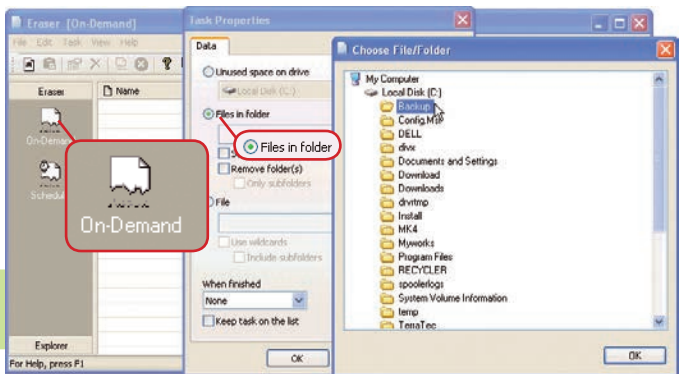 Eraser [On-Demand]
File Edit Task View Help
Eraser
On-Demand
Scheduler
On-Demand
Explorer
For Help, press F1
Name
Task Properties
Data
Unused space on drive
Local Disk (C:)
Files in folder
Files in folder
Remove folder(s)
Only subfolders
File
Use wildcards
Include subfolders
When finished
None
Keep task on the list
OK
Choose File/Folder
My Computer
Local Disk (C:)
Backup
Config.Msi
DELL
divx
Documents and Settings
Download
Downloads
drvrtmp
Install
MK4
Myworks
Program Files
RECYCLER
spoolerlogs
System Volume Information
temp
TerraTec
OK